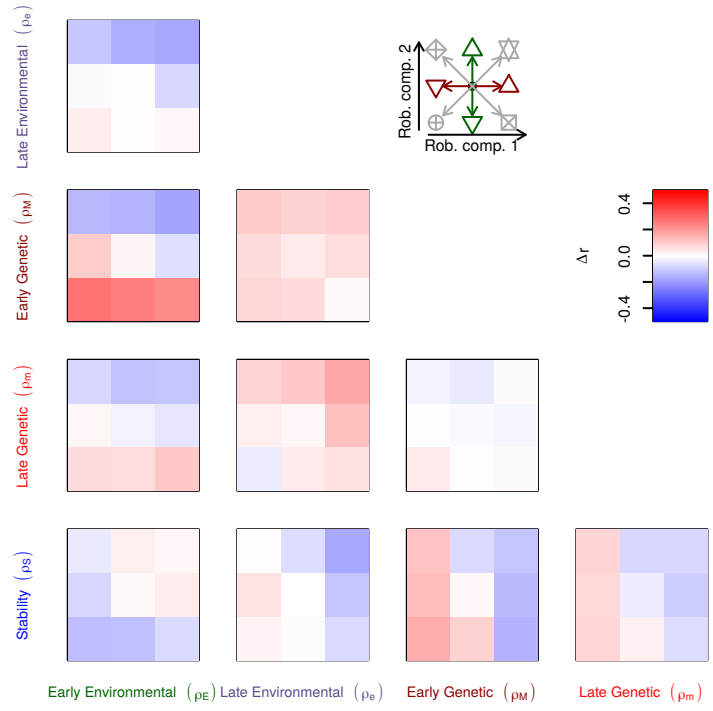 Late Environmental (ρe)
Rob. comp. 2
Rob. comp. 1
Early Genetic (ρM)
Δr
0.4
0.0
-0.4
Late Genetic (ρm)
Stability (ρS)
Early Environmental (ρE)
Late Environmental (ρe)
Early Genetic (ρM)
Late Genetic (ρm)